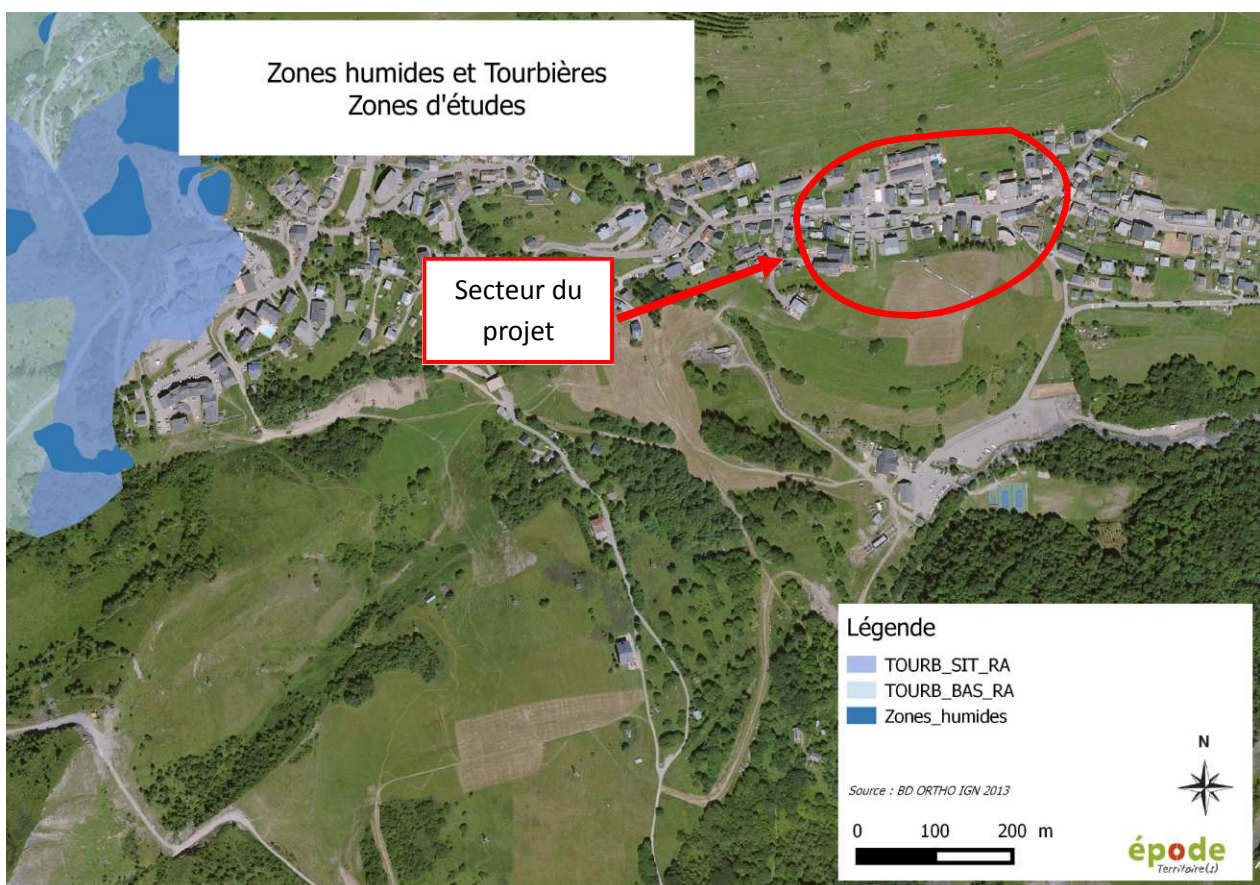 Zones humides et Tourbières
Zones d'études
Secteur du
projet
Légende
TOURB_SIT_RA
TOURB_BAS_RA
Zones_humides
N
Source : BD ORTHO IGN 2013
0 100 200 m
épode
Territoire(s)